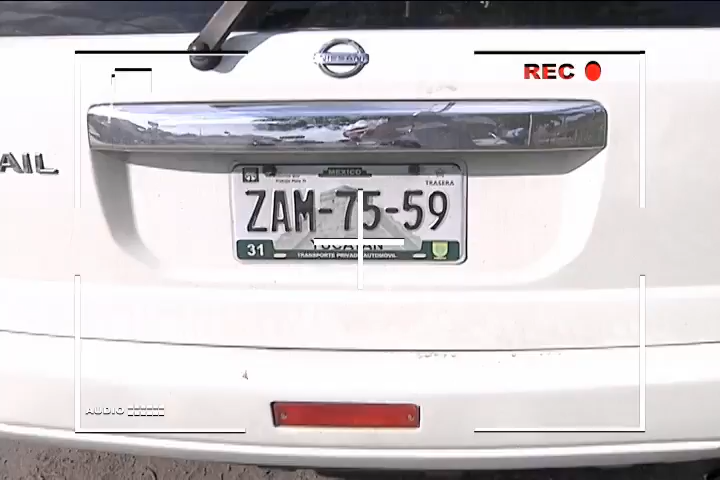 NISSAN
REC
AIL
MEXICO
TRASERA
ZAM-75-59
31 YUCATAN
TRANSPORTE PRIVADO AUTOMOVIL
AUDIO